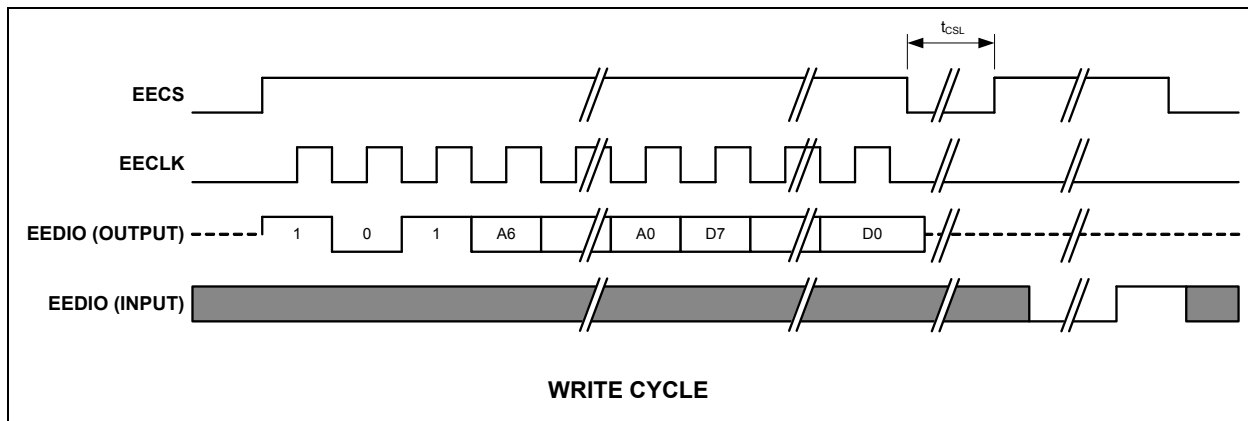 tCSL
EECS
EECLK
EEDIO (OUTPUT) 1 0 1 A6 A0 D7 D0
EEDIO (INPUT)
WRITE CYCLE